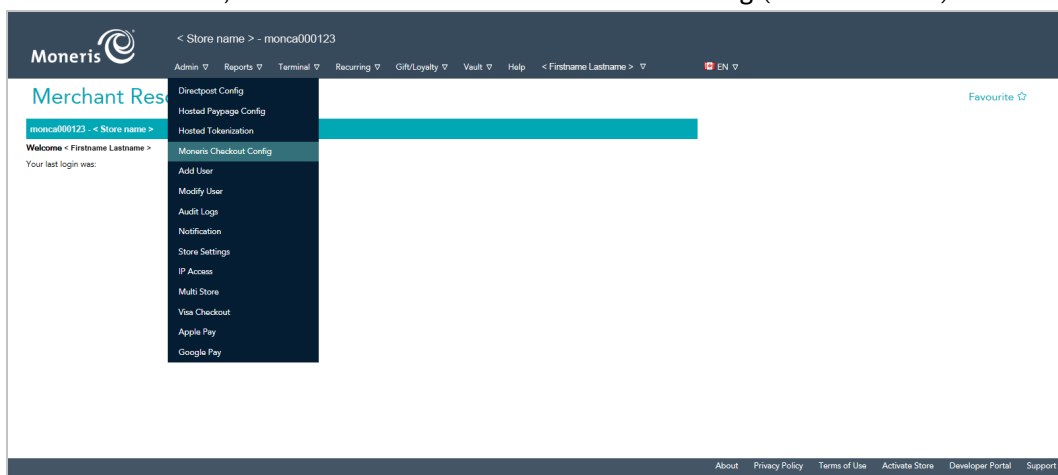 < Store name > - monca000123
Moneris
Admin Reports Terminal Recurring Gift/Loyalty Vault Help < Firstname Lastname > EN
Merchant Res
Favourite
monca000123 - < Store name >
Welcome < Firstname Lastname >
Your last login was:
Directpost Config
Hosted Paypage Config
Hosted Tokenization
Moneris Checkout Config
Add User
Modify User
Audit Logs
Notification
Store Settings
IP Access
Multi Store
Visa Checkout
Apple Pay
Google Pay
About Privacy Policy Terms of Use Activate Store Developer Portal Support